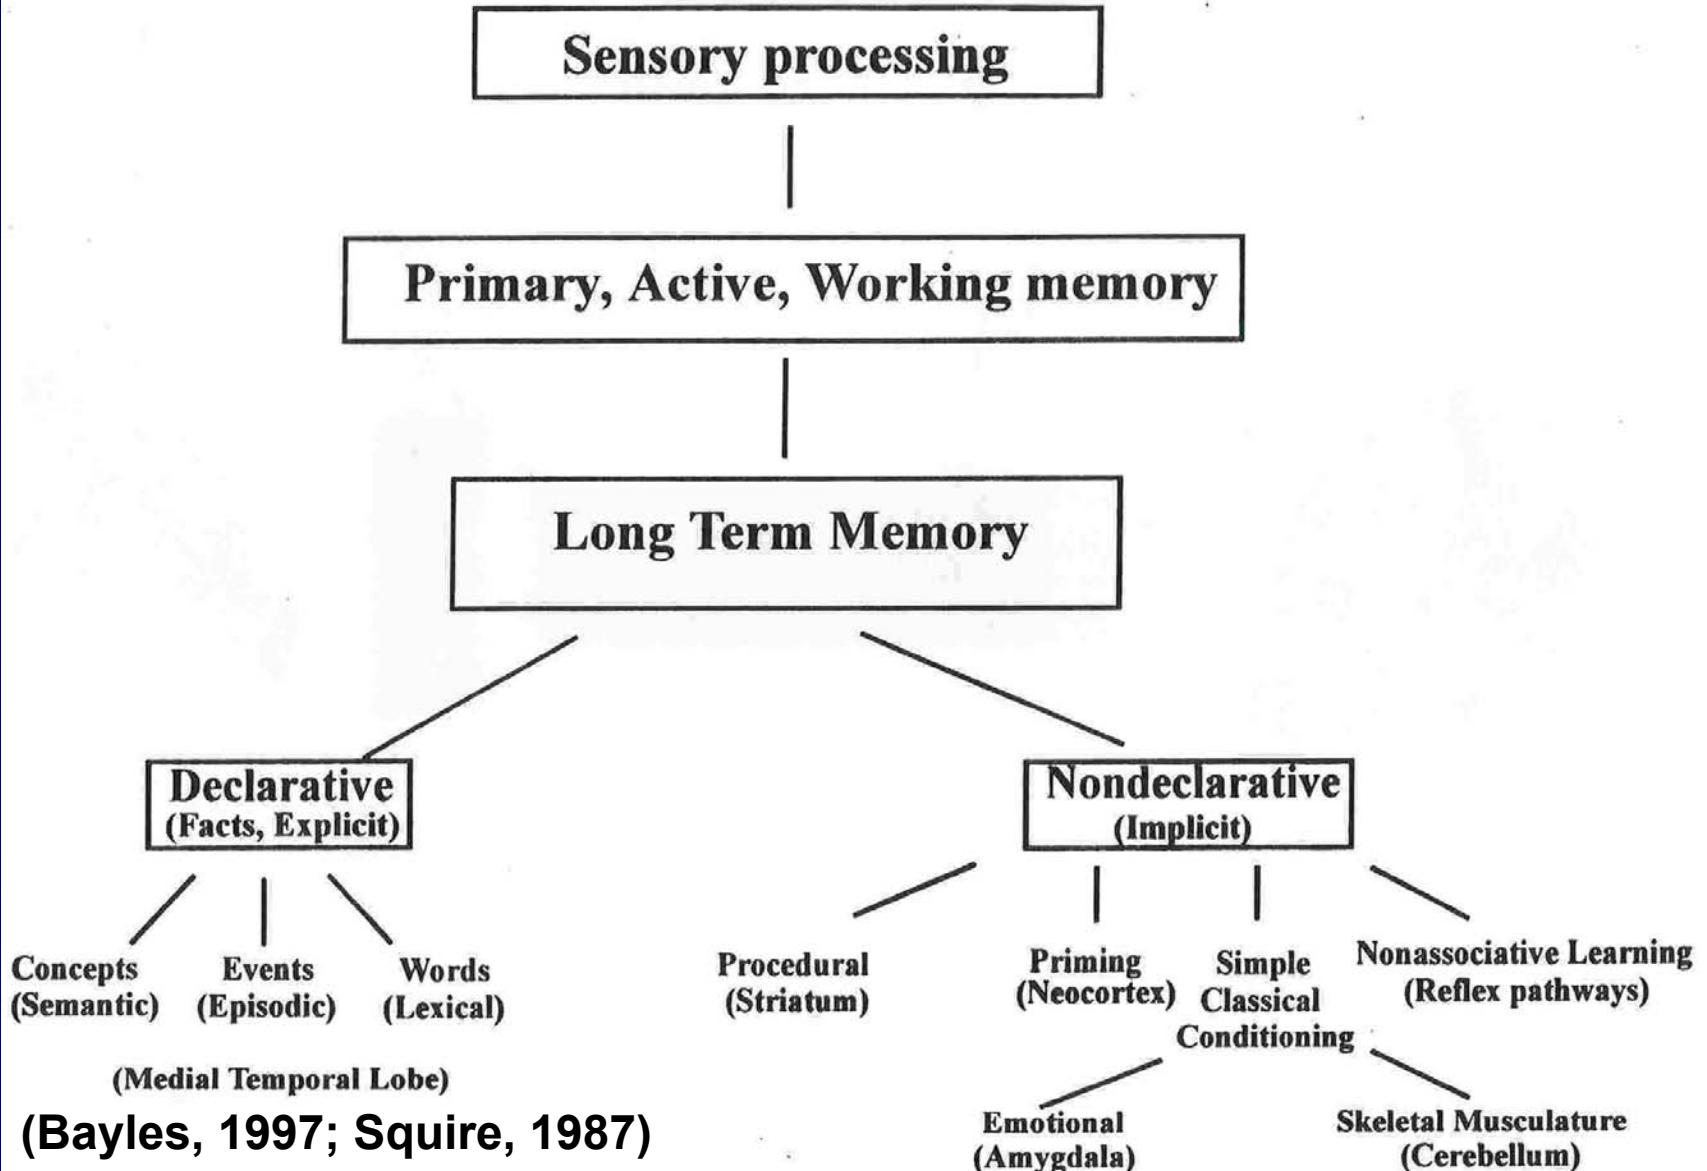 Sensory processing
Primary, Active, Working memory
Long Term Memory
Declarative
(Facts, Explicit)
Nondeclarative
(Implicit)
Concepts
(Semantic)
Events
(Episodic)
Words
(Lexical)
(Medial Temporal Lobe)
Procedural
(Striatum)
Priming
(Neocortex)
Simple
Classical
Conditioning
Nonassociative Learning
(Reflex pathways)
Emotional
(Amygdala)
Skeletal Musculature
(Cerebellum)
(Bayles, 1997; Squire, 1987)